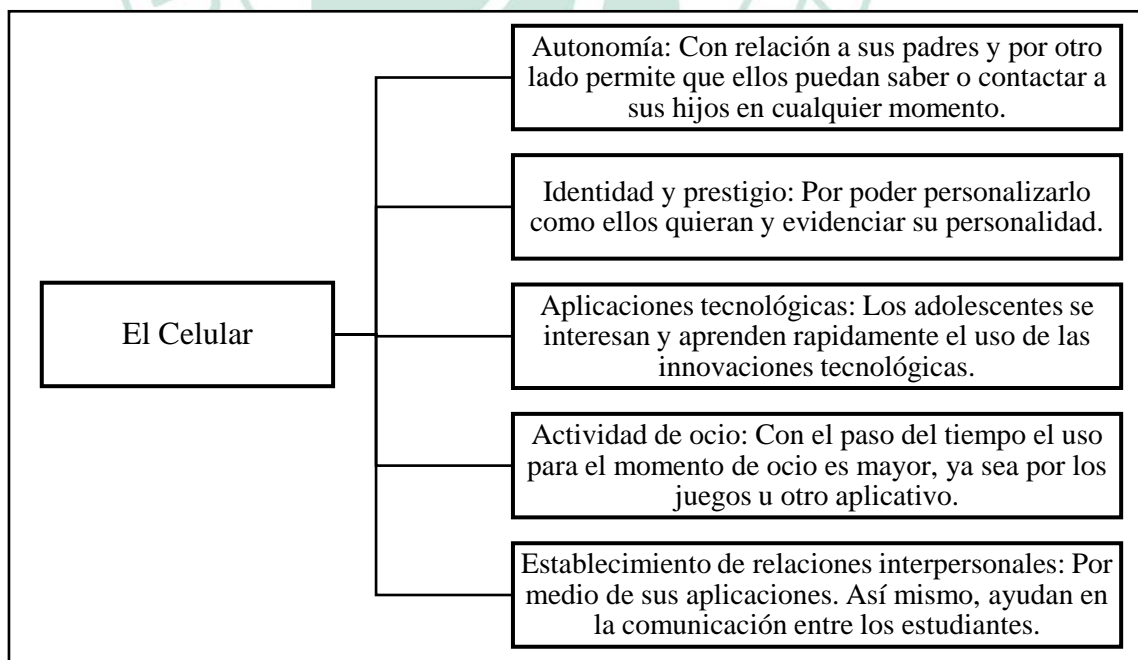 Autonomía: Con relación a sus padres y por otro
lado permite que ellos puedan saber o contactar a
sus hijos en cualquier momento.
Identidad y prestigio: Por poder personalizarlo
como ellos quieran y evidenciar su personalidad.
El Celular
Aplicaciones tecnológicas: Los adolescentes se
interesan y aprenden rapidamente el uso de las
innovaciones tecnológicas.
Actividad de ocio: Con el paso del tiempo el uso
para el momento de ocio es mayor, ya sea por los
juegos u otro aplicativo.
Establecimiento de relaciones interpersonales: Por
medio de sus aplicaciones. Así mismo, ayudan en
la comunicación entre los estudiantes.